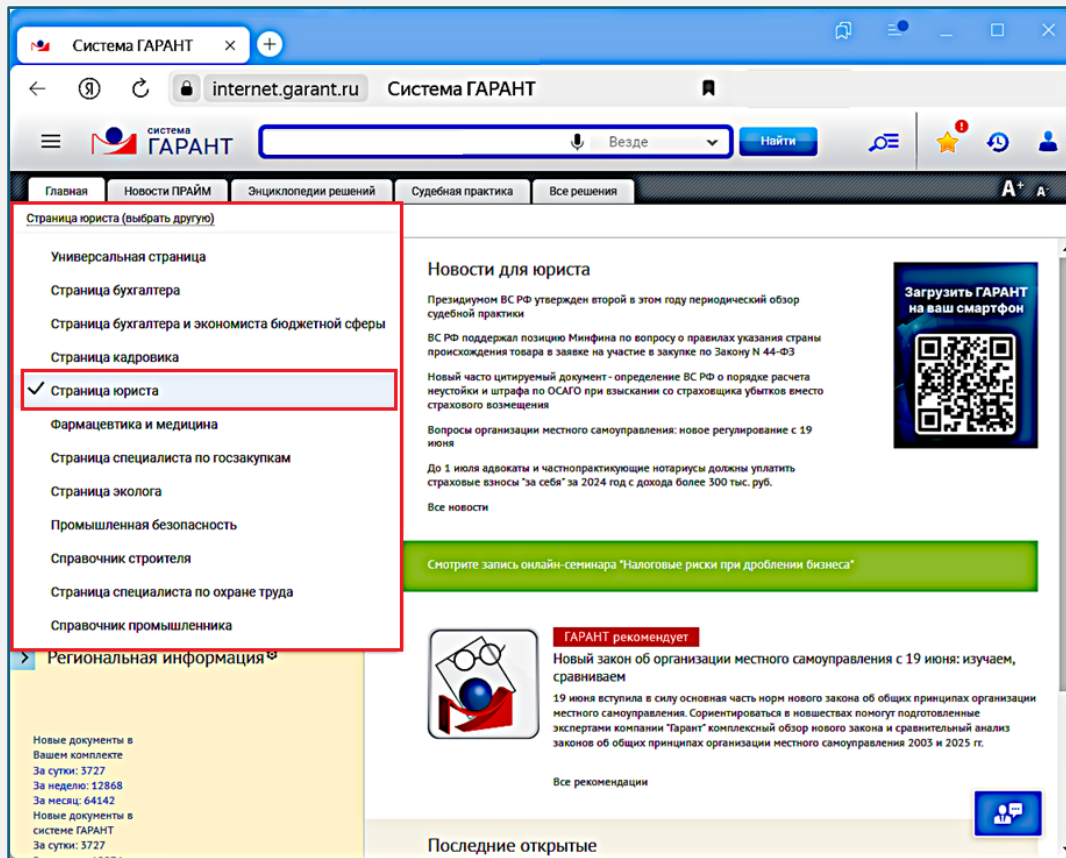 Система ГАРАНТ
internet.garant.ru Система ГАРАНТ
система
ГАРАНТ
Везде
Найти
Главная
Новости ПРАЙМ
Энциклопедии решений
Судебная практика
Все решения
A+ A-
Страница юриста (выбрать другую)
Универсальная страница
Страница бухгалтера
Страница бухгалтера и экономиста бюджетной сферы
Страница кадровика
Страница юриста
Фармацевтика и медицина
Страница специалиста по госзакупкам
Страница эколога
Промышленная безопасность
Справочник строителя
Страница специалиста по охране труда
Справочник промышленника
Региональная информация
Новые документы в
Вашем комплекте
За сутки: 3727
За неделю: 12868
За месяц: 64142
Новые документы в
системе ГАРАНТ
За сутки: 3727
Новости для юриста
Президиумом ВС РФ утвержден второй в этом году периодический обзор
судебной практики
ВС РФ поддержал позицию Минфина по вопросу о правилах указания страны
происхождения товара в заявке на участие в закупке по Закону N 44-ФЗ
Новый часто цитируемый документ - определение ВС РФ о порядке расчета
неустойки и штрафа по ОСАГО при взыскании со страховщика убытков вместо
страхового возмещения
Вопросы организации местного самоуправления: новое регулирование с 19
июня
До 1 июля адвокаты и частнопрактикующие нотариусы должны уплатить
страховые взносы "за себя" за 2024 год с дохода более 300 тыс. руб.
Все новости
Загрузить ГАРАНТ
на ваш смартфон
Смотрите запись онлайн-семинара "Налоговые риски при дроблении бизнеса"
ГАРАНТ рекомендует
Новый закон об организации местного самоуправления с 19 июня: изучаем,
сравниваем
19 июня вступила в силу основная часть норм нового закона об общих принципах организации
местного самоуправления. Сориентироваться в новшествах помогут подготовленные
экспертами компании "Гарант" комплексный обзор нового закона и сравнительный анализ
законов об общих принципах организации местного самоуправления 2003 и 2025 гг.
Все рекомендации
Последние открытые